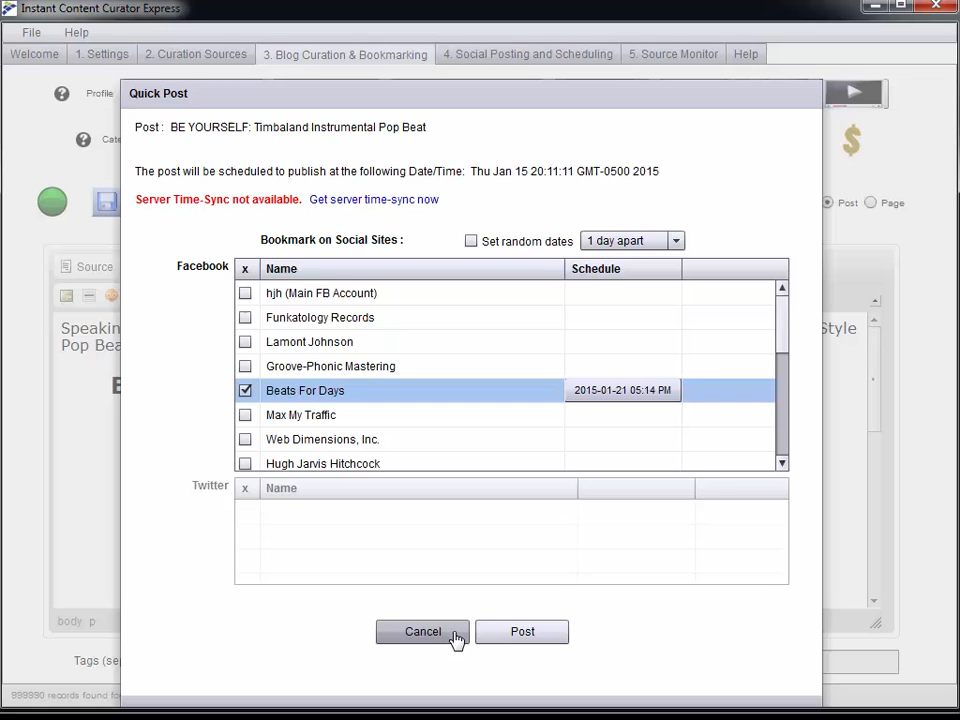 Instant Content Curator Express
File Help
Welcome 1. Settings 2. Curation Sources 3. Blog Curation & Bookmarking 4. Social Posting and Scheduling 5. Source Monitor Help
Profile
Quick Post
Post : BE YOURSELF: Timbaland Instrumental Pop Beat
The post will be scheduled to publish at the following Date/Time: Thu Jan 15 20:11:11 GMT-0500 2015
Server Time-Sync not available. Get server time-sync now
Post Page
Bookmark on Social Sites : Set random dates 1 day apart
Facebook x Name Schedule
Source
hjh (Main FB Account)
Funkatology Records
Speakin Style
Lamont Johnson
Pop Bea
Groove-Phonic Mastering
Beats For Days 2015-01-21 05:14 PM
Max My Traffic
Web Dimensions, Inc.
Hugh Jarvis Hitchcock
Twitter x Name
body p
Cancel Post
Tags (se
999990 records found fo